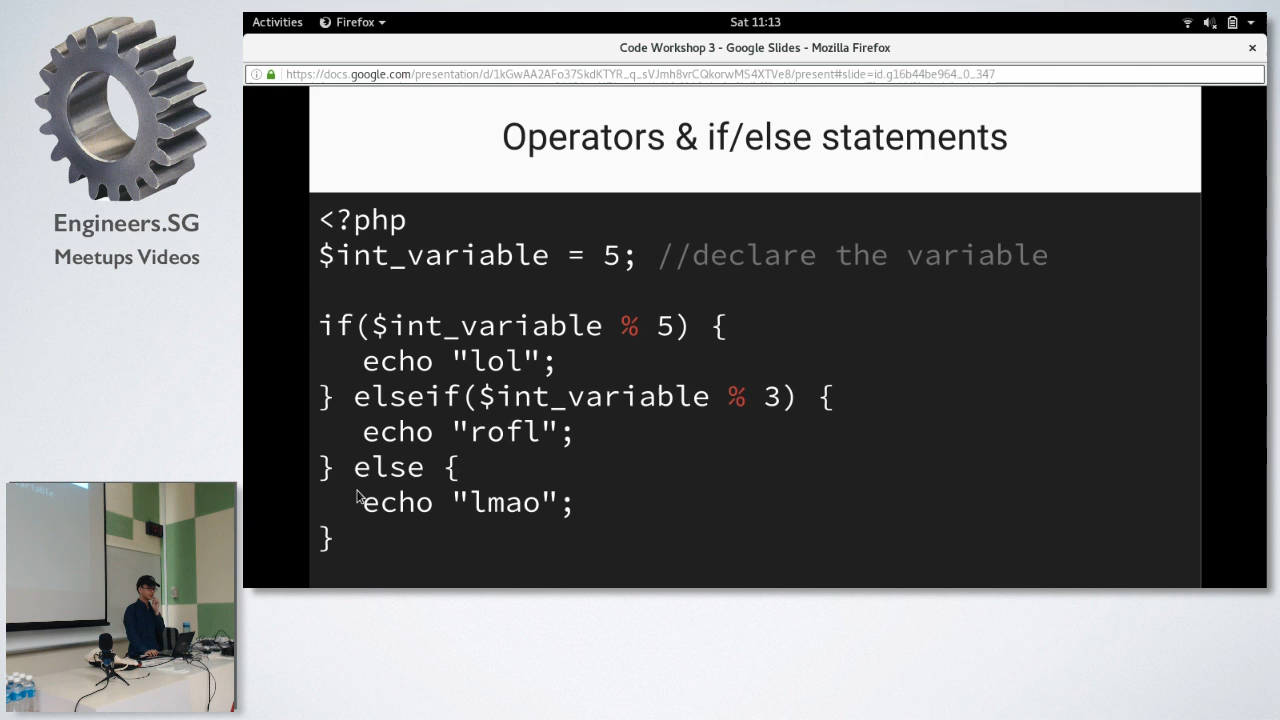 Activities Firefox Sat 11:13
Code Workshop 3 - Google Slides - Mozilla Firefox
https://docs.google.com/presentation/d/1kGwAA2AFo37SkdKTYR_q_sVJmh8vrCQkorwMS4XTVe8/present#slide=id.g16b44be964_0_347
Operators & if/else statements
<?php
$int_variable = 5; //declare the variable
if($int_variable % 5) {
echo "lol";
} elseif($int_variable % 3) {
echo "rofl";
} else {
echo "lmao";
}
Engineers.SG
Meetups Videos